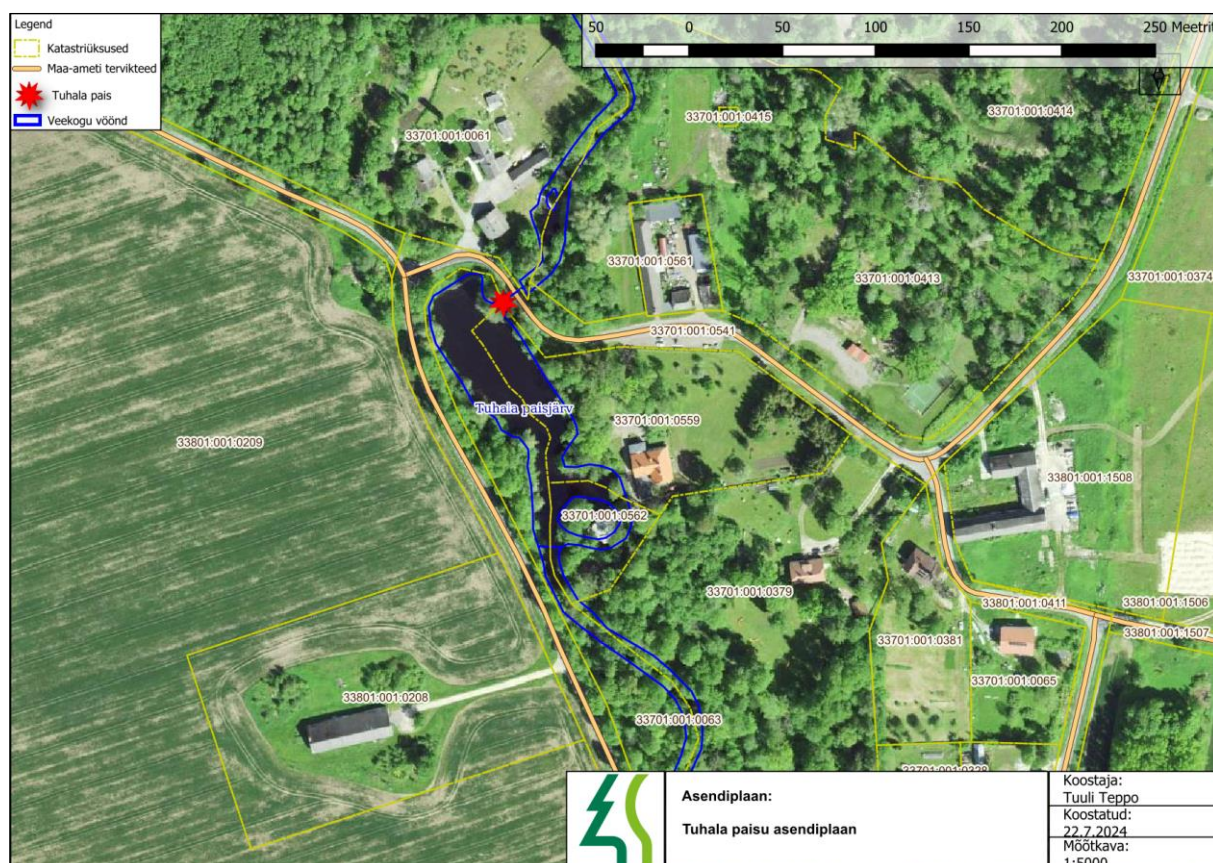 Legend
Katastriüksused
Maa-ameti tervikteed
Tuhala pais
Veekogu vöönd
50 0 50 100 150 200 250 Meetrit
33701:001:0061
33701:001:0415
33701:001:0414
33701:001:0561
33701:001:0413
33701:001:0374
33701:001:0541
Tuhala paisjärv
33701:001:0559
33801:001:0209
33801:001:1508
33701:001:0562
33701:001:0379
33801:001:0411
33801:001:1506
33801:001:1507
33701:001:0381
33701:001:0065
33801:001:0208
33701:001:0063
Asendiplaan:
Tuhala paisu asendiplaan
Koostaja:
Tuuli Teppo
Koostatud:
22.7.2024
Mõõtkava:
1:5000